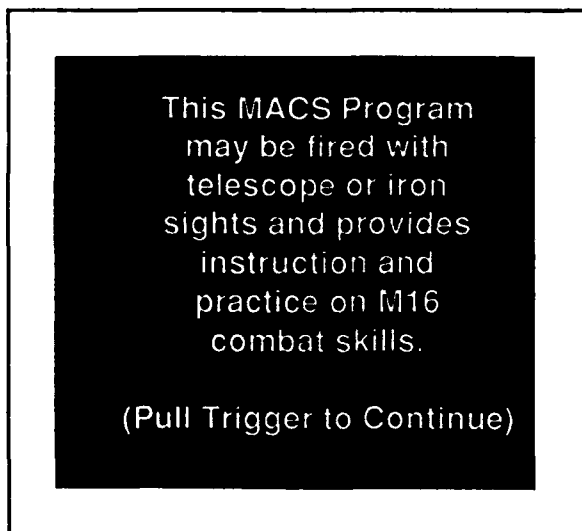 This MACS Program
may be fired with
telescope or iron
sights and provides
instruction and
practice on M16
combat skills.
(Pull Trigger to Continue)